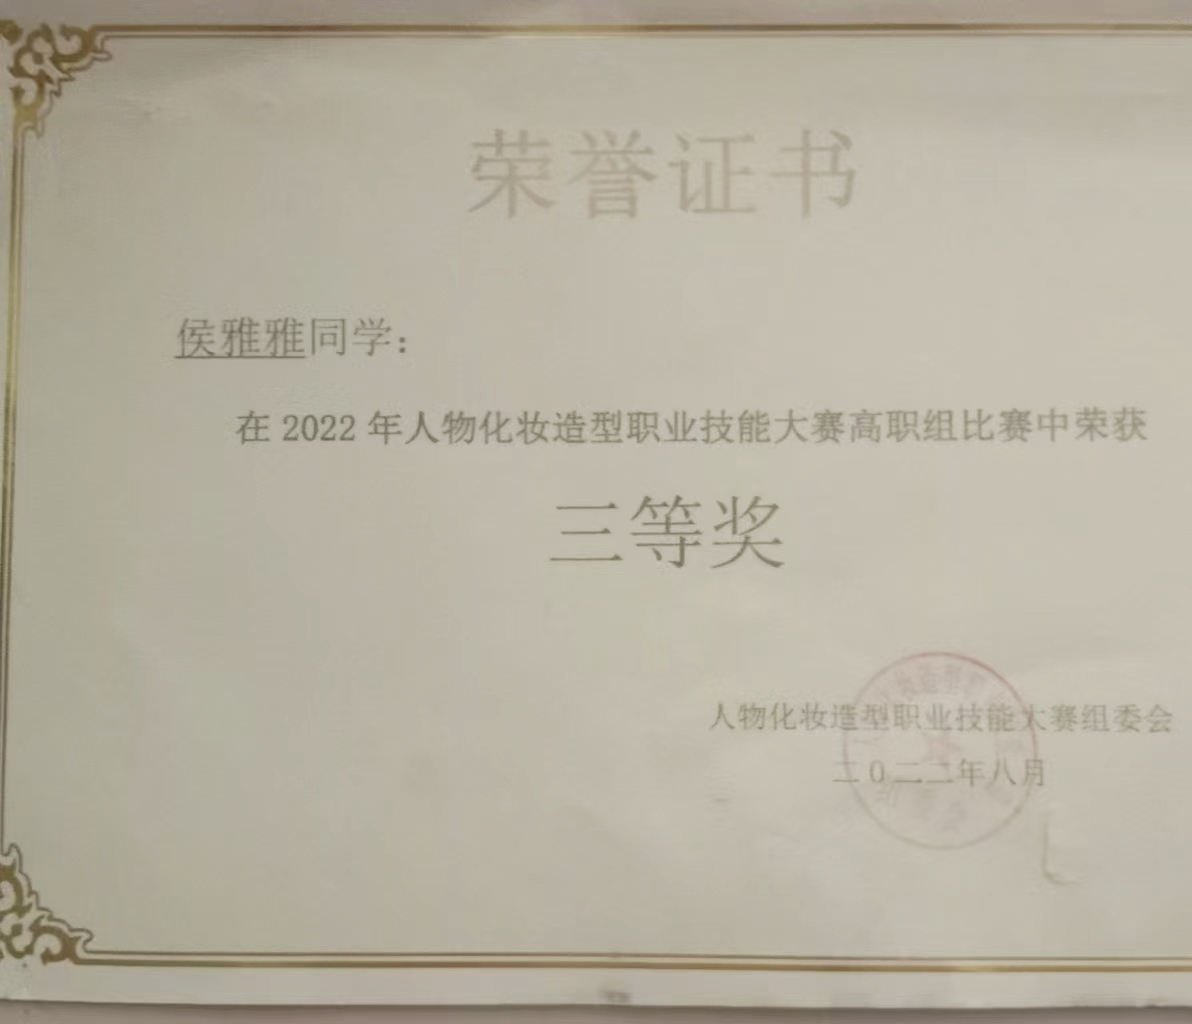 荣誉证书
侯雅雅同学：
在 2022 年人物化妆造型职业技能大赛高职组比赛中荣获
三等奖
人物化妆造型职业技能大赛组委会
二0二二年八月